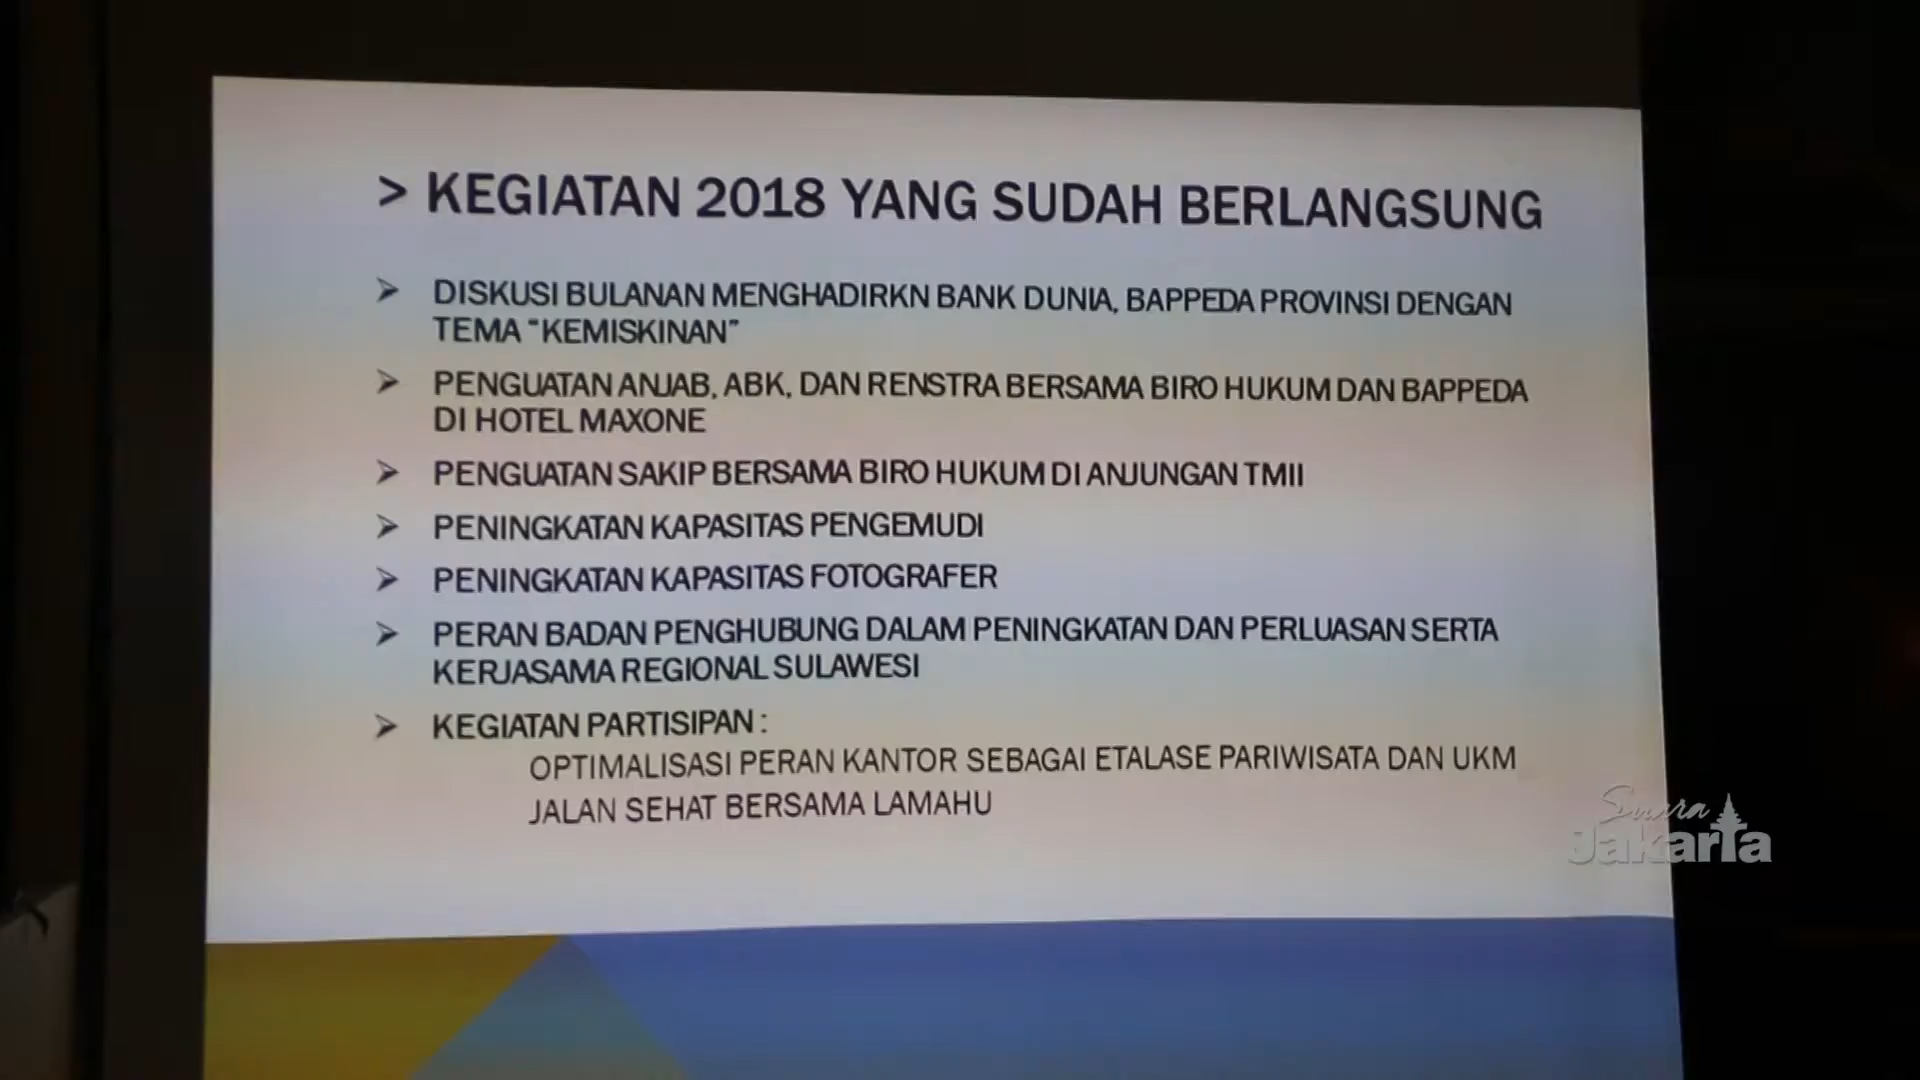 > KEGIATAN 2018 YANG SUDAH BERLANGSUNG
➢ DISKUSI BULANAN MENGHADIRKN BANK DUNIA, BAPPEDA PROVINSI DENGAN
TEMA “KEMISKINAN”
➢ PENGUATAN ANJAB, ABK, DAN RENSTRA BERSAMA BIRO HUKUM DAN BAPPEDA
DI HOTEL MAXONE
➢ PENGUATAN SAKIP BERSAMA BIRO HUKUM DI ANJUNGAN TMII
➢ PENINGKATAN KAPASITAS PENGEMUDI
➢ PENINGKATAN KAPASITAS FOTOGRAFER
➢ PERAN BADAN PENGHUBUNG DALAM PENINGKATAN DAN PERLUASAN SERTA
KERJASAMA REGIONAL SULAWESI
➢ KEGIATAN PARTISIPAN :
OPTIMALISASI PERAN KANTOR SEBAGAI ETALASE PARIWISATA DAN UKM
JALAN SEHAT BERSAMA LAMAHU
Suara
Jakarta